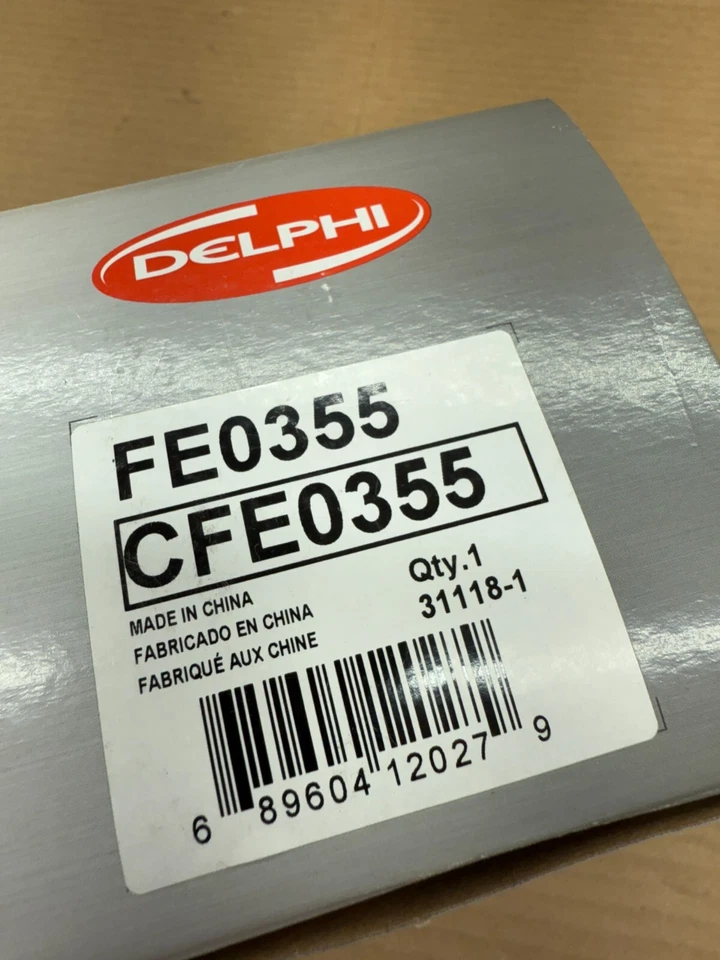 DELPHI
FE0355
CFE0355
Qty.1
31118-1
MADE IN CHINA
FABRICADO EN CHINA
FABRIQUÉ AUX CHINE
6 89604 12027 9